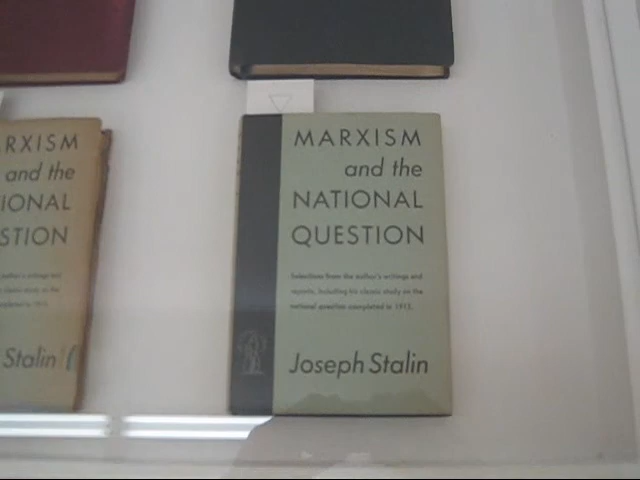 RXISM
and the
IONAL
STION
Stalin
MARXISM
and the
NATIONAL
QUESTION
Selections from the author's writings and
reports, including his classic study on the
national question completed in 1913.
Joseph Stalin